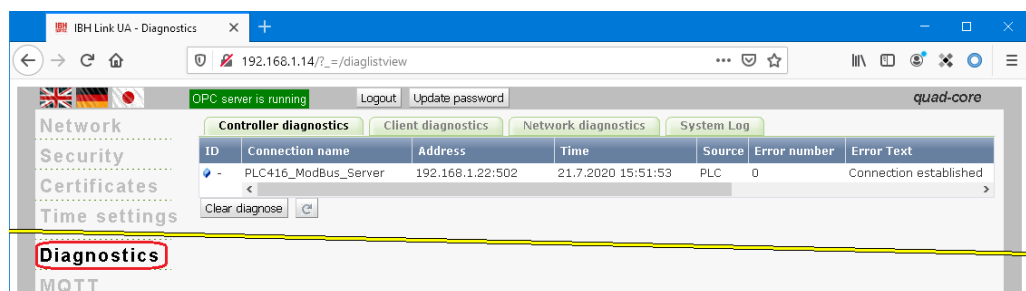 IBH Link UA - Diagnostics
192.168.1.14/?_=/diaglistview
OPC server is running Logout Update password quad-core
Network
Security
Certificates
Time settings
Diagnostics
MQTT
Controller diagnostics Client diagnostics Network diagnostics System Log
ID Connection name Address Time Source Error number Error Text
- PLC416_ModBus_Server 192.168.1.22:502 21.7.2020 15:51:53 PLC 0 Connection established
Clear diagnose